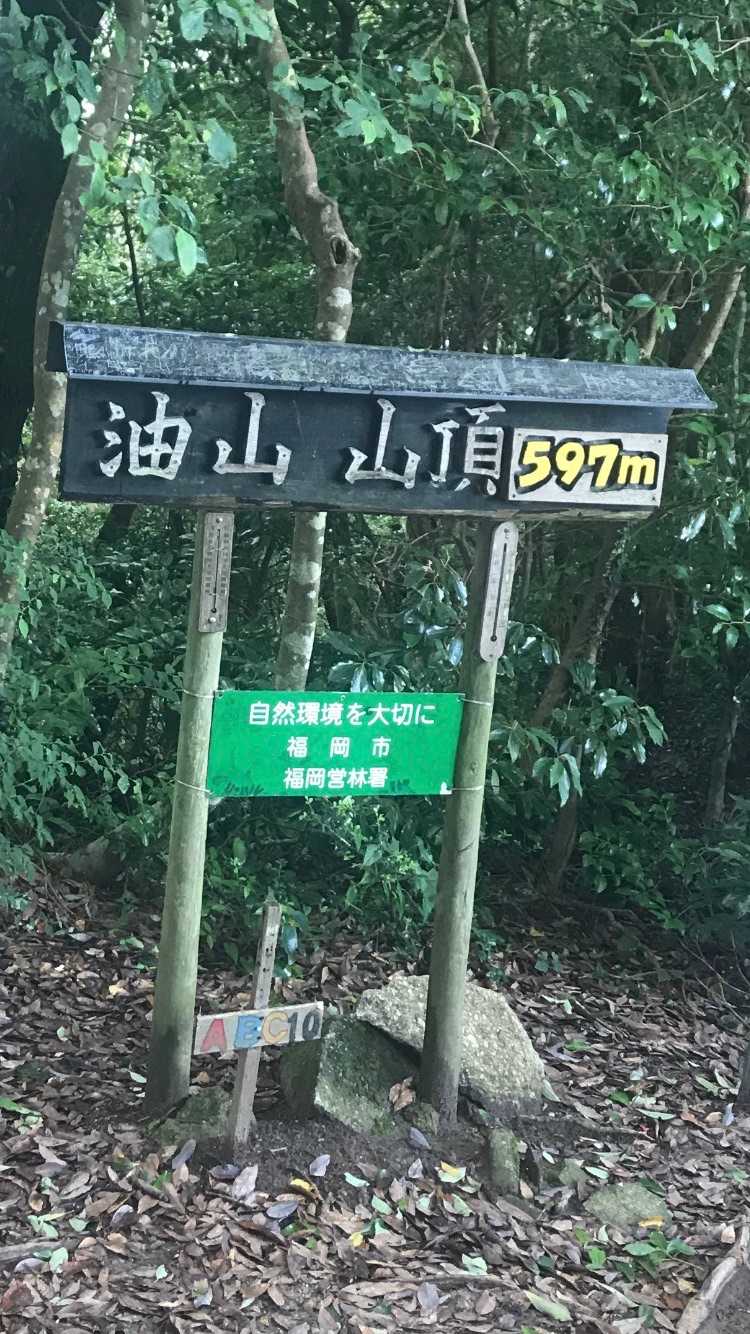 油山 山頂 597m
自然環境を大切に
福岡市
福岡営林署
ABC10